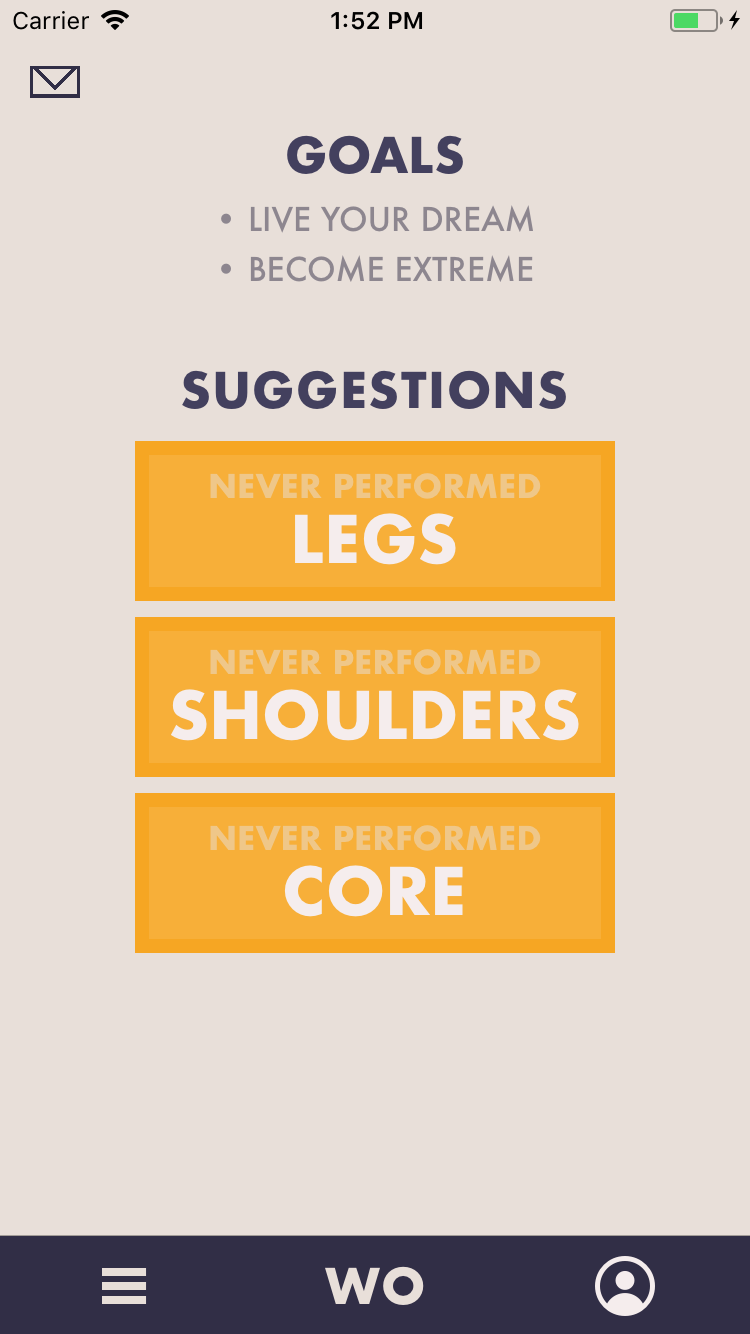 Carrier 1:52 PM
GOALS
• LIVE YOUR DREAM
• BECOME EXTREME
SUGGESTIONS
NEVER PERFORMED
LEGS
NEVER PERFORMED
SHOULDERS
NEVER PERFORMED
CORE
WO